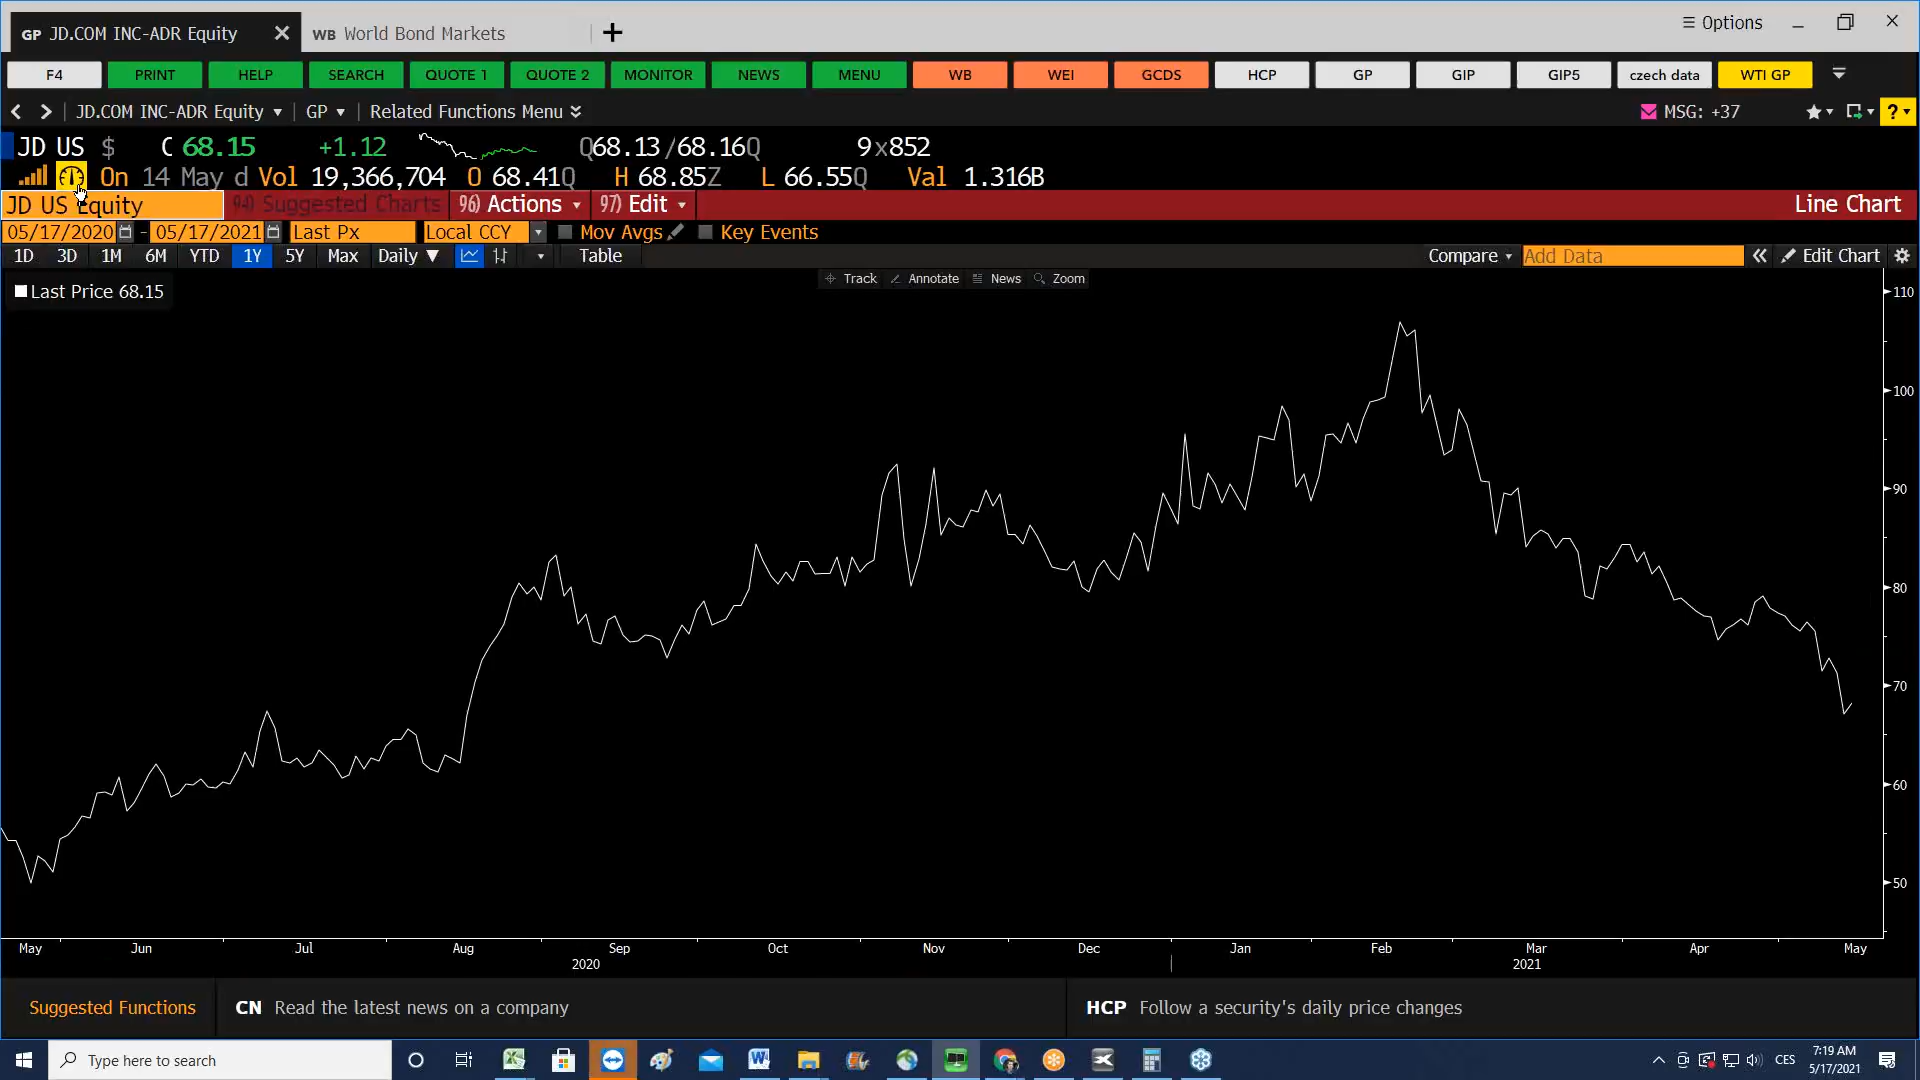 GP JD.COM INC-ADR Equity
WB World Bond Markets
Options
F4 PRINT HELP SEARCH QUOTE 1 QUOTE 2 MONITOR NEWS MENU WB WEI GCDS HCP GP GIP GIP5 czech data WTI GP
JD.COM INC-ADR Equity GP Related Functions Menu MSG: +37 ?
JD US $ C 68.15 +1.12 Q68.13/68.16Q 9x852
On 14 May d Vol 19,366,704 O 68.41Q H 68.85Z L 66.55Q Val 1.316B
JD US Equity 94) Suggested Charts 96) Actions 97) Edit Line Chart
05/17/2020 - 05/17/2021 Last Px Local CCY Mov Avgs Key Events
1D 3D 1M 6M YTD 1Y 5Y Max Daily Table Compare Add Data Edit Chart
Track Annotate News Zoom
Last Price 68.15
110
100
90
80
70
60
50
May Jun Jul Aug Sep Oct Nov Dec Jan Feb Mar Apr May
2020 2021
Suggested Functions CN Read the latest news on a company HCP Follow a security's daily price changes
Type here to search
CES
7:19 AM
5/17/2021